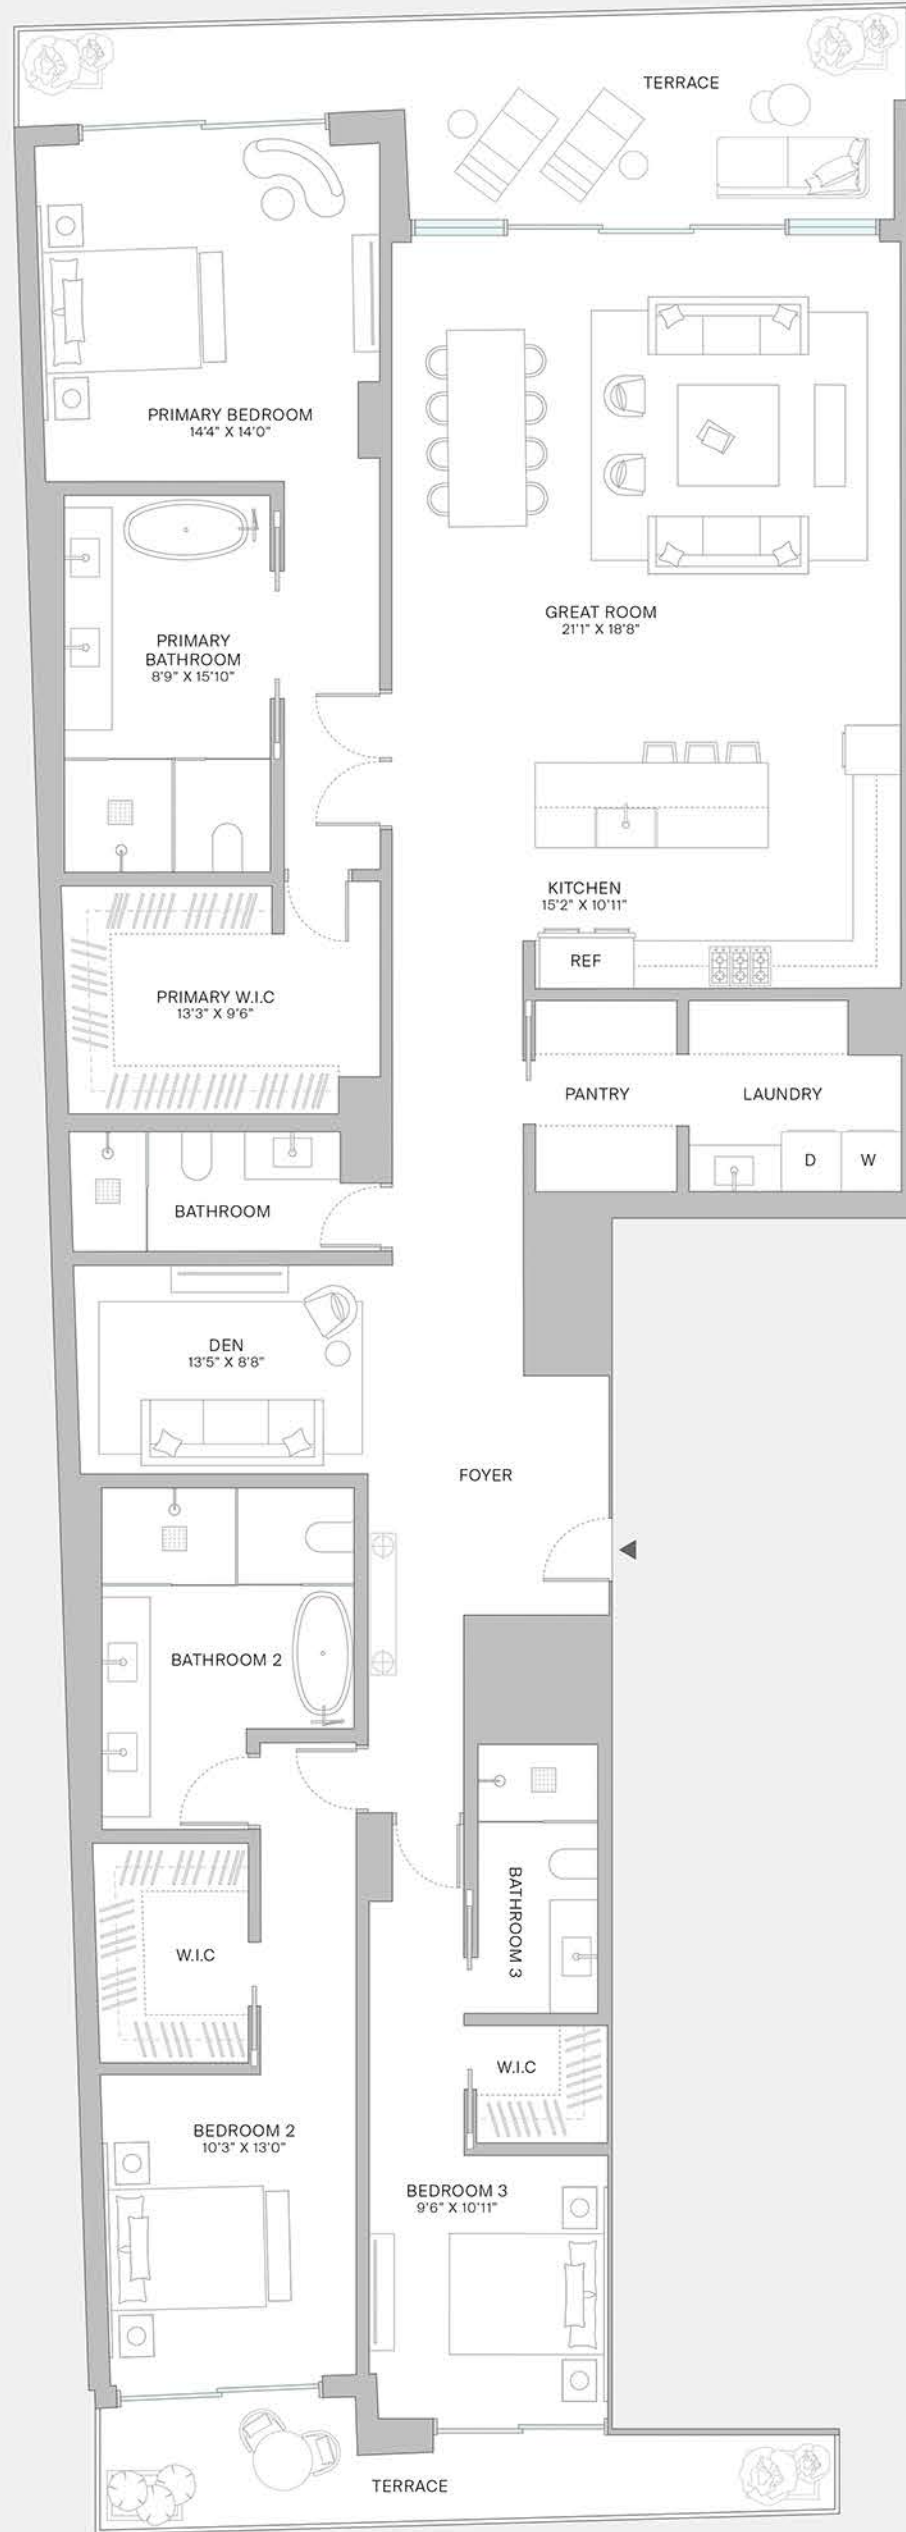 TERRACE
PRIMARY BEDROOM
14'4" X 14'0"
GREAT ROOM
21'1" X 18'8"
PRIMARY
BATHROOM
8'9" X 15'10"
KITCHEN
15'2" X 10'11"
REF
PRIMARY W.I.C
13'3" X 9'6"
PANTRY
LAUNDRY
D
W
BATHROOM
DEN
13'5" X 8'8"
FOYER
BATHROOM 2
BATHROOM 3
W.I.C
W.I.C
BEDROOM 2
10'3" X 13'0"
BEDROOM 3
9'6" X 10'11"
TERRACE